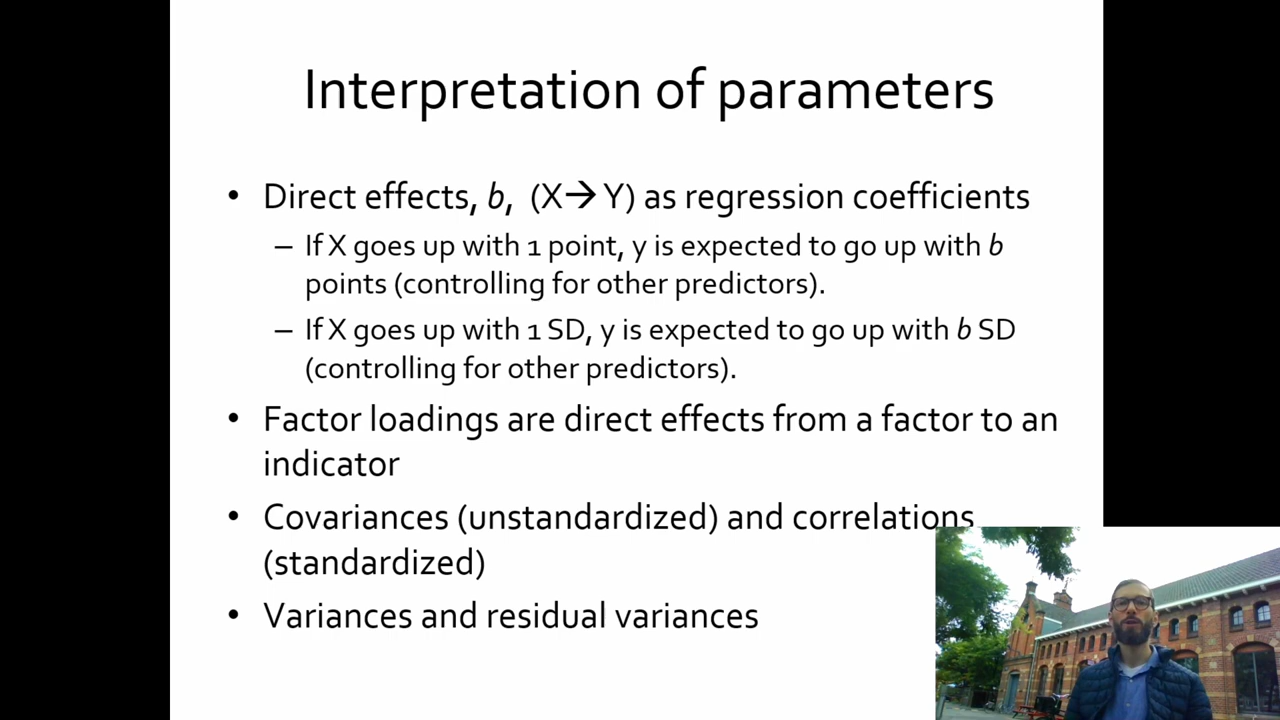 Interpretation of parameters
• Direct effects, b, (X→Y) as regression coefficients
– If X goes up with 1 point, y is expected to go up with b
points (controlling for other predictors).
– If X goes up with 1 SD, y is expected to go up with b SD
(controlling for other predictors).
• Factor loadings are direct effects from a factor to an
indicator
• Covariances (unstandardized) and correlations
(standardized)
• Variances and residual variances